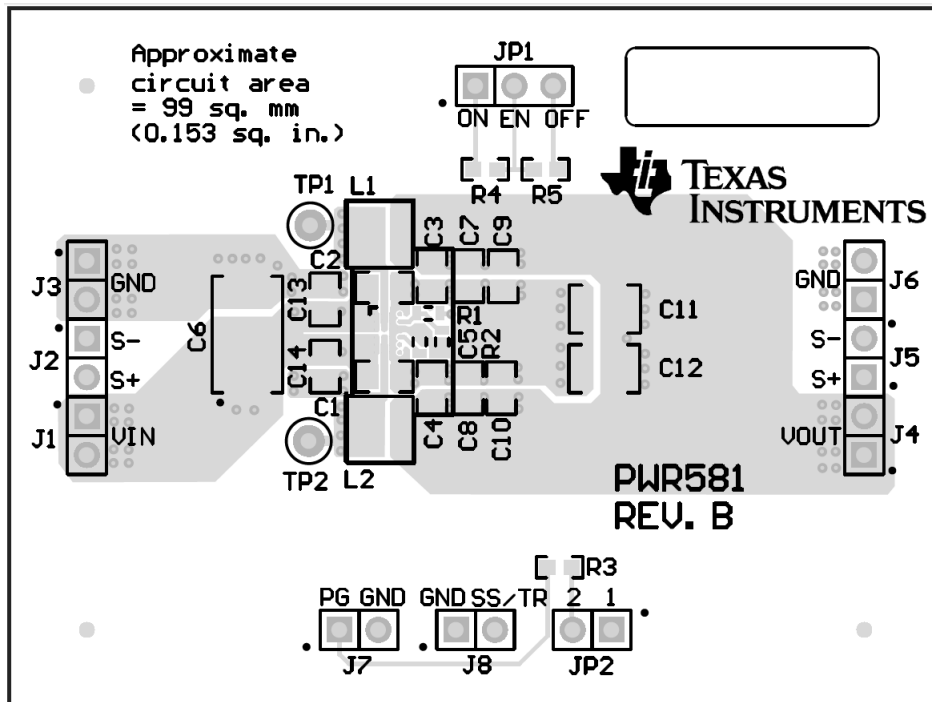 Approximate
circuit area
= 99 sq. mm
(0.153 sq. in.)
JP1
ON EN OFF
R4 R5
TEXAS
INSTRUMENTS
TP1 L1
C3 C7 C9
C2
J3 GND
C13
C6
R1
J2 S-
S+
C14
C5 R2
C11
C12
GND J6
S- J5
S+
J1 VIN
C1
C4 C8 C10
VOUT J4
TP2 L2
PWR581
REV. B
R3
PG GND GND SS/TR 2 1
J7 J8 JP2